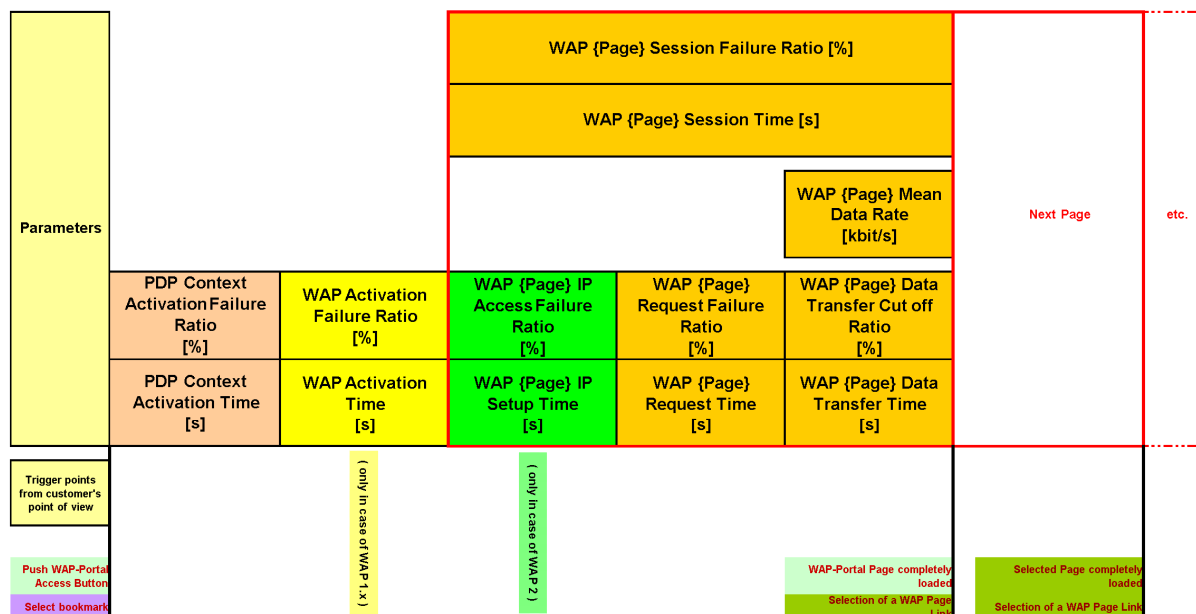 WAP {Page} Session Failure Ratio [%]
WAP {Page} Session Time [s]
Parameters
WAP {Page} Mean
Data Rate
[kbit/s]
Next Page
etc.
PDP Context
Activation Failure
Ratio
[%]
WAP Activation
Failure Ratio
[%]
WAP {Page} IP
Access Failure
Ratio
[%]
WAP {Page}
Request Failure
Ratio
[%]
WAP {Page} Data
Transfer Cut off
Ratio
[%]
PDP Context
Activation Time
[s]
WAP Activation
Time
[s]
WAP {Page} IP
Setup Time
[s]
WAP {Page}
Request Time
[s]
WAP {Page} Data
Transfer Time
[s]
Trigger points
from customer's
point of view
( only in case of WAP 1.x )
( only in case of WAP 2 )
Push WAP-Portal
Access Button
WAP-Portal Page completely
loaded
Selected Page completely
loaded
Select bookmark
Selection of a WAP Page
Link
Selection of a WAP Page Link